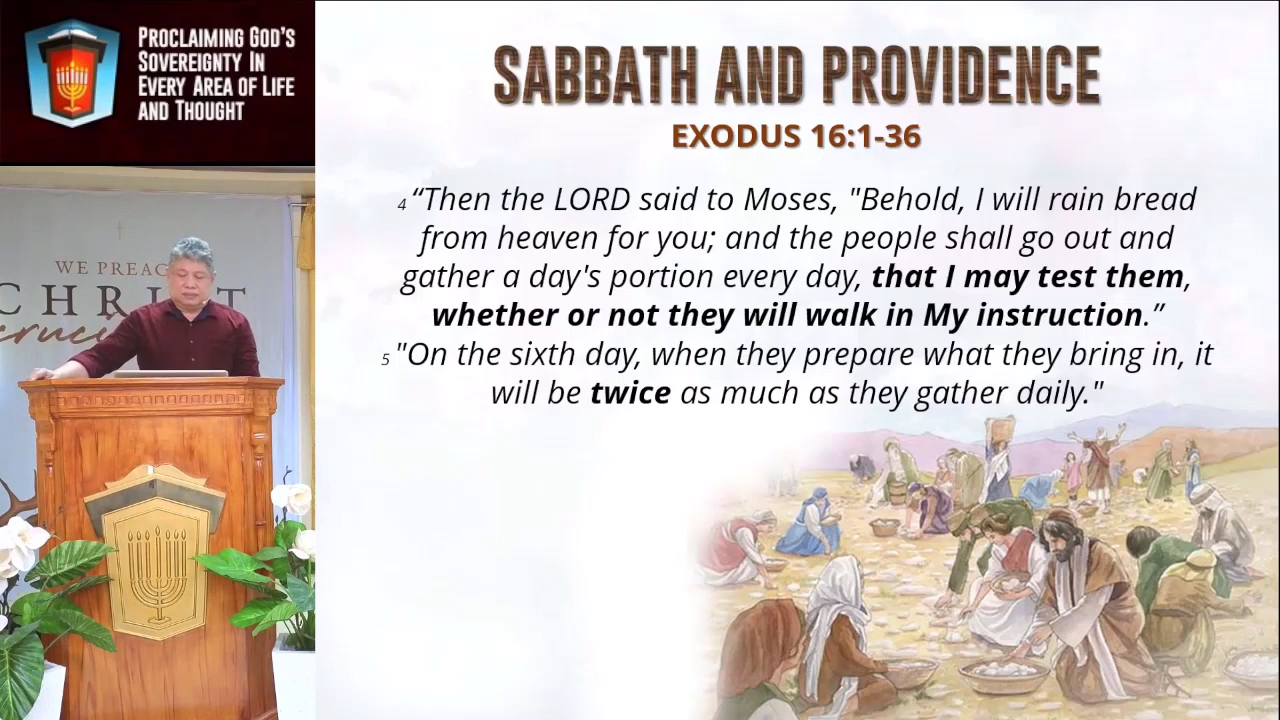 PROCLAIMING GOD'S
SOVEREIGNTY IN
EVERY AREA OF LIFE
AND THOUGHT
WE PREAC
CHRIST
SABBATH AND PROVIDENCE
EXODUS 16:1-36
4 “Then the LORD said to Moses, "Behold, I will rain bread
from heaven for you; and the people shall go out and
gather a day's portion every day, that I may test them,
whether or not they will walk in My instruction.”
5 "On the sixth day, when they prepare what they bring in, it
will be twice as much as they gather daily."